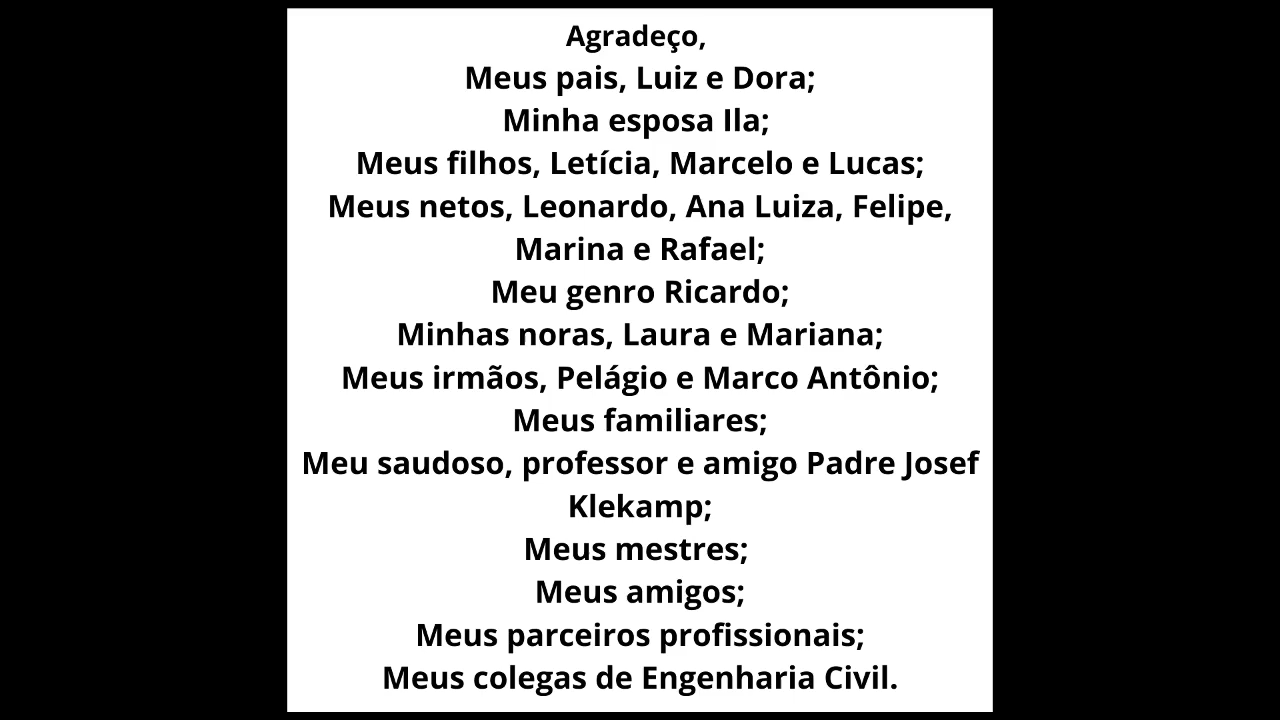 Agradeço,
Meus pais, Luiz e Dora;
Minha esposa Ila;
Meus filhos, Letícia, Marcelo e Lucas;
Meus netos, Leonardo, Ana Luiza, Felipe,
Marina e Rafael;
Meu genro Ricardo;
Minhas noras, Laura e Mariana;
Meus irmãos, Pelágio e Marco Antônio;
Meus familiares;
Meu saudoso, professor e amigo Padre Josef
Klekamp;
Meus mestres;
Meus amigos;
Meus parceiros profissionais;
Meus colegas de Engenharia Civil.